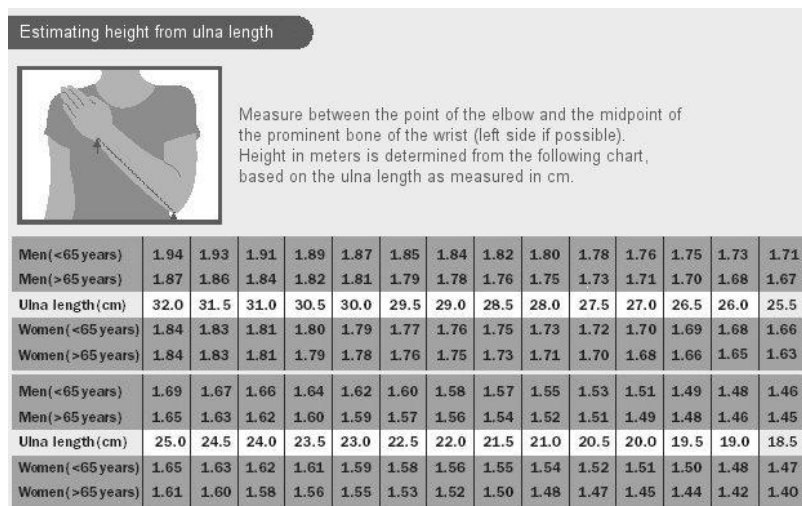 Estimating height from ulna length
Measure between the point of the elbow and the midpoint of
the prominent bone of the wrist (left side if possible).
Height in meters is determined from the following chart,
based on the ulna length as measured in cm.
Men(<65years) 1.94 1.93 1.91 1.89 1.87 1.85 1.84 1.82 1.80 1.78 1.76 1.75 1.73 1.71
Men(>65years) 1.87 1.86 1.84 1.82 1.81 1.79 1.78 1.76 1.75 1.73 1.71 1.70 1.68 1.67
Ulna length(cm) 32.0 31.5 31.0 30.5 30.0 29.5 29.0 28.5 28.0 27.5 27.0 26.5 26.0 25.5
Women(<65years) 1.84 1.83 1.81 1.80 1.79 1.77 1.76 1.75 1.73 1.72 1.70 1.69 1.68 1.66
Women(>65years) 1.84 1.83 1.81 1.79 1.78 1.76 1.75 1.73 1.71 1.70 1.68 1.66 1.65 1.63
Men(<65years) 1.69 1.67 1.66 1.64 1.62 1.60 1.58 1.57 1.55 1.53 1.51 1.49 1.48 1.46
Men(>65years) 1.65 1.63 1.62 1.60 1.59 1.57 1.56 1.54 1.52 1.51 1.49 1.48 1.46 1.45
Ulna length(cm) 25.0 24.5 24.0 23.5 23.0 22.5 22.0 21.5 21.0 20.5 20.0 19.5 19.0 18.5
Women(<65years) 1.65 1.63 1.62 1.61 1.59 1.58 1.56 1.55 1.54 1.52 1.51 1.50 1.48 1.47
Women(>65years) 1.61 1.60 1.58 1.56 1.55 1.53 1.52 1.50 1.48 1.47 1.45 1.44 1.42 1.40